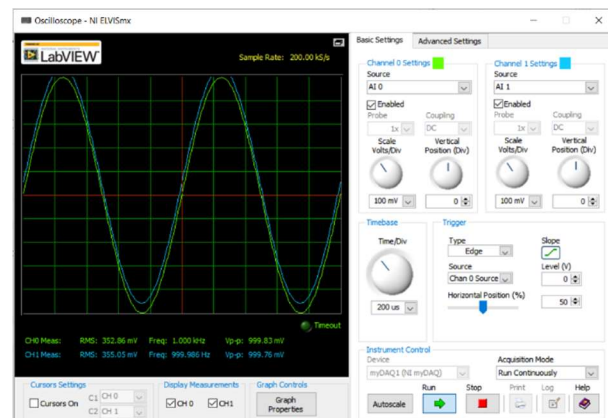 Oscilloscope - NI ELVISmx
LabVIEW
Sample Rate: 200.00 kS/s
Timeout
CH0 Meas: RMS: 352.86 mV Freq: 1.000 kHz Vp-p: 999.83 mV
CH1 Meas: RMS: 355.05 mV Freq: 999.986 Hz Vp-p: 999.76 mV
Cursors Settings
Cursors On
C1 CH 0
C2 CH 1
Display Measurements
CH 0 CH1
Graph Controls
Graph
Properties
Basic Settings Advanced Settings
Channel 0 Settings
Source
AI 0
Enabled
Probe Coupling
1x DC
Scale Vertical
Volts/Div Position (Div)
100 mV 0
Channel 1 Settings
Source
AI 1
Enabled
Probe Coupling
1x DC
Scale Vertical
Volts/Div Position (Div)
100 mV 0
Timebase
Time/Div
200 us
Trigger
Type Slope
Edge
Source Level (V)
Chan 0 Source 0
Horizontal Position (%)
50
Instrument Control
Device Acquisition Mode
myDAQ1 (NI myDAQ) Run Continuously
Run Stop Print Log Help
Autoscale